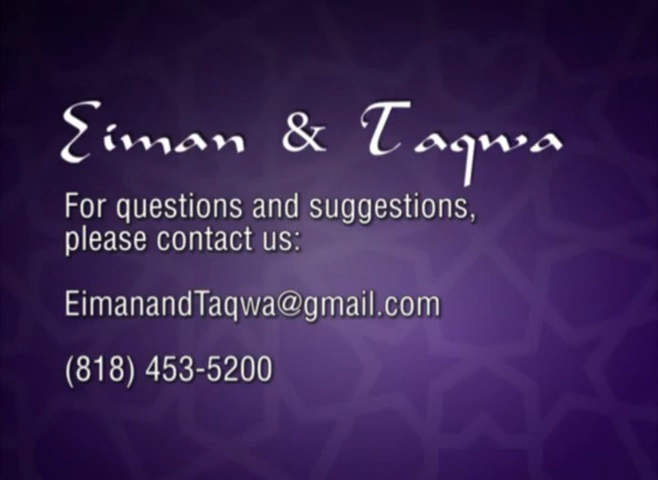 Eiman & Taqwa
For questions and suggestions,
please contact us:
EimanandTaqwa@gmail.com
(818) 453-5200